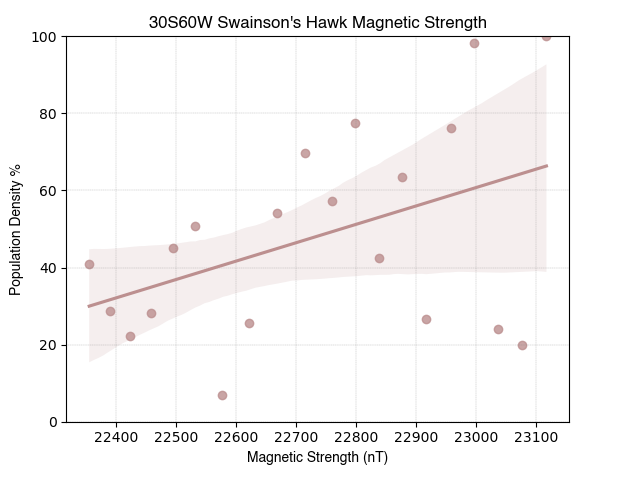 30S60W Swainson's Hawk Magnetic Strength
100
80
60
40
20
0
Population Density %
22400 22500 22600 22700 22800 22900 23000 23100
Magnetic Strength (nT)